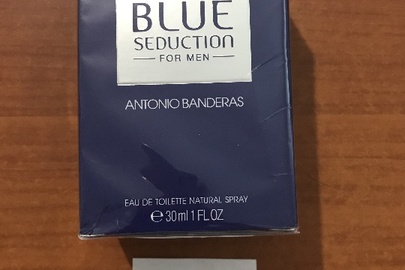 BLUE
SEDUCTION
FOR MEN
ANTONIO BANDERAS
EAU DE TOILETTE NATURAL SPRAY
℮ 30 ml 1 FL OZ